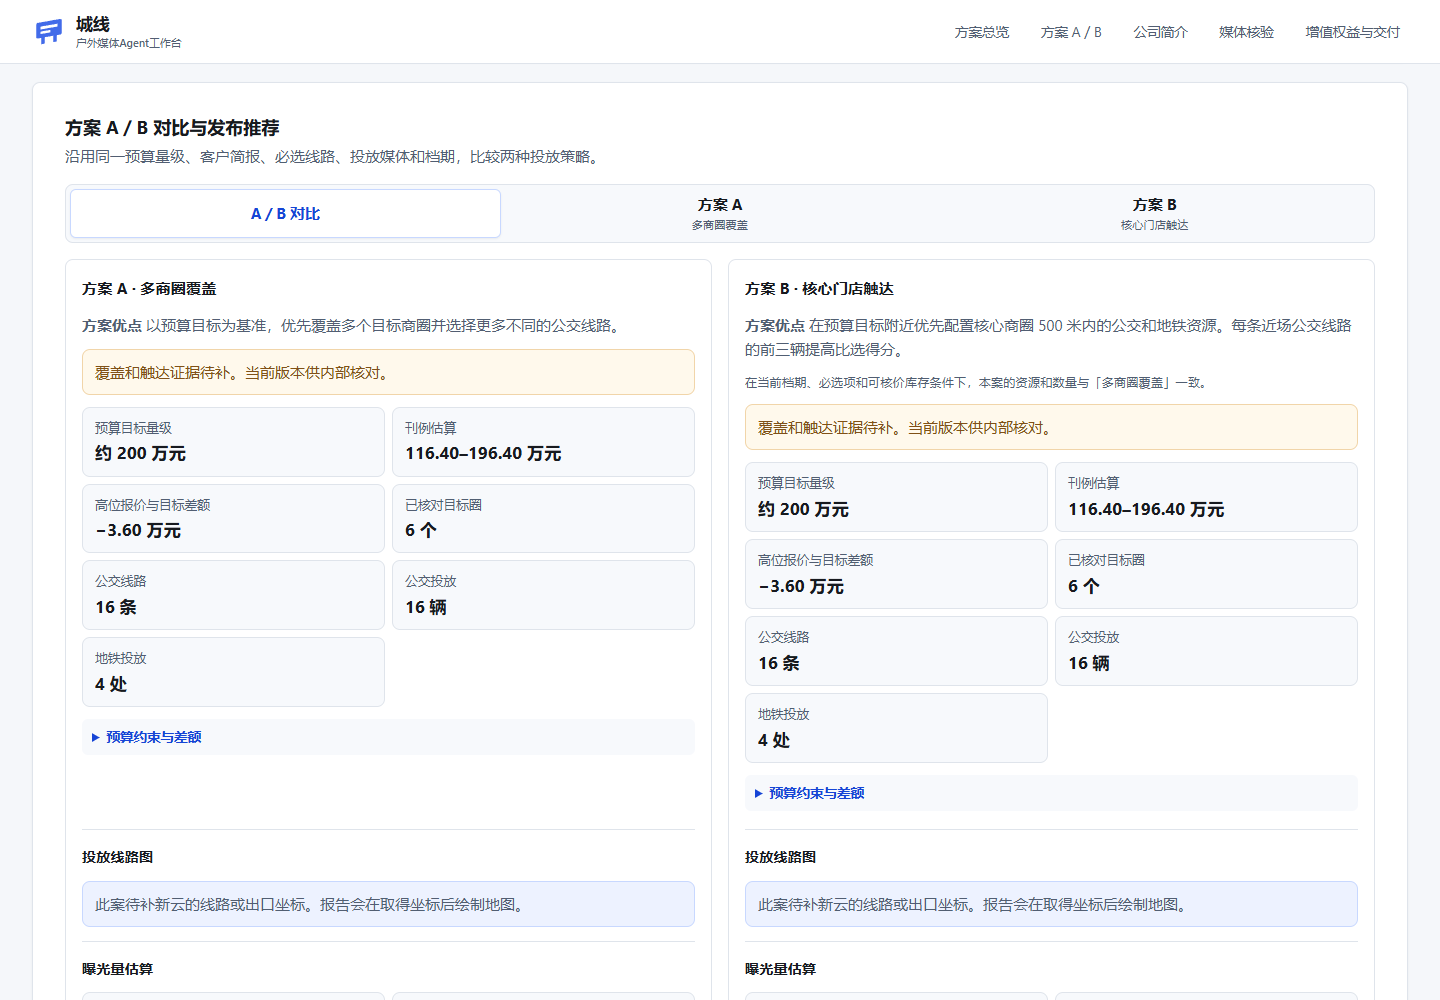 城线
户外媒体Agent工作台
方案总览
方案 A / B
公司简介
媒体核验
增值权益与交付
方案 A / B 对比与发布推荐
沿用同一预算量级、客户简报、必选线路、投放媒体和档期，比较两种投放策略。
A / B 对比
方案 A
多商圈覆盖
方案 B
核心门店触达
方案 A · 多商圈覆盖
方案优点 以预算目标为基准，优先覆盖多个目标商圈并选择更多不同的公交线路。
覆盖和触达证据待补。当前版本供内部核对。
预算目标量级
约 200 万元
刊例估算
116.40–196.40 万元
高位报价与目标差额
−3.60 万元
已核对目标圈
6 个
公交线路
16 条
公交投放
16 辆
地铁投放
4 处
▶ 预算约束与差额
投放线路图
此案待补新云的线路或出口坐标。报告会在取得坐标后绘制地图。
曝光量估算
方案 B · 核心门店触达
方案优点 在预算目标附近优先配置核心商圈 500 米内的公交和地铁资源。每条近场公交线路
的前三辆提高比选得分。
在当前档期、必选项和可核价库存条件下，本案的资源和数量与「多商圈覆盖」一致。
覆盖和触达证据待补。当前版本供内部核对。
预算目标量级
约 200 万元
刊例估算
116.40–196.40 万元
高位报价与目标差额
−3.60 万元
已核对目标圈
6 个
公交线路
16 条
公交投放
16 辆
地铁投放
4 处
▶ 预算约束与差额
投放线路图
此案待补新云的线路或出口坐标。报告会在取得坐标后绘制地图。
曝光量估算